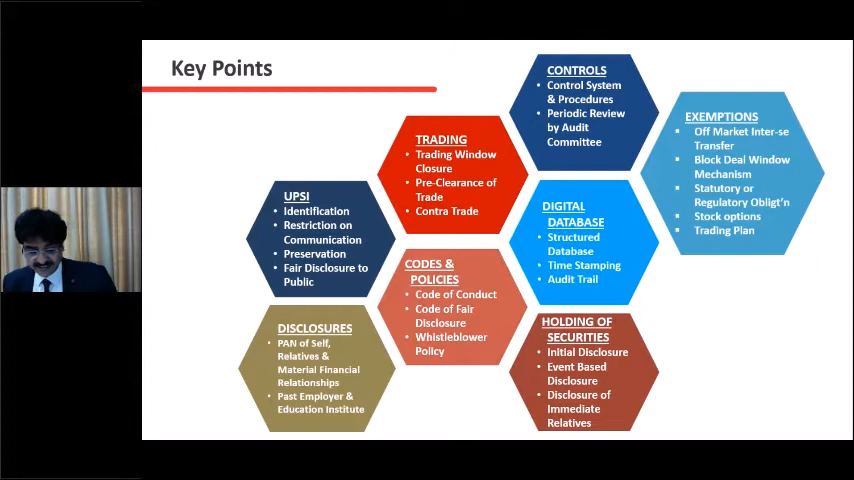 Key Points
CONTROLS
• Control System
& Procedures
• Periodic Review
by Audit
Committee
EXEMPTIONS
▪ Off Market Inter-se
Transfer
▪ Block Deal Window
Mechanism
▪ Statutory or
Regulatory Obligt'n
▪ Stock options
▪ Trading Plan
TRADING
• Trading Window
Closure
• Pre-Clearance of
Trade
• Contra Trade
UPSI
• Identification
• Restriction on
Communication
• Preservation
• Fair Disclosure to
Public
DIGITAL
DATABASE
• Structured
Database
• Time Stamping
• Audit Trail
CODES &
POLICIES
• Code of Conduct
• Code of Fair
Disclosure
• Whistleblower
Policy
DISCLOSURES
• PAN of Self,
Relatives &
Material Financial
Relationships
• Past Employer &
Education Institute
HOLDING OF
SECURITIES
• Initial Disclosure
• Event Based
Disclosure
• Disclosure of
Immediate
Relatives